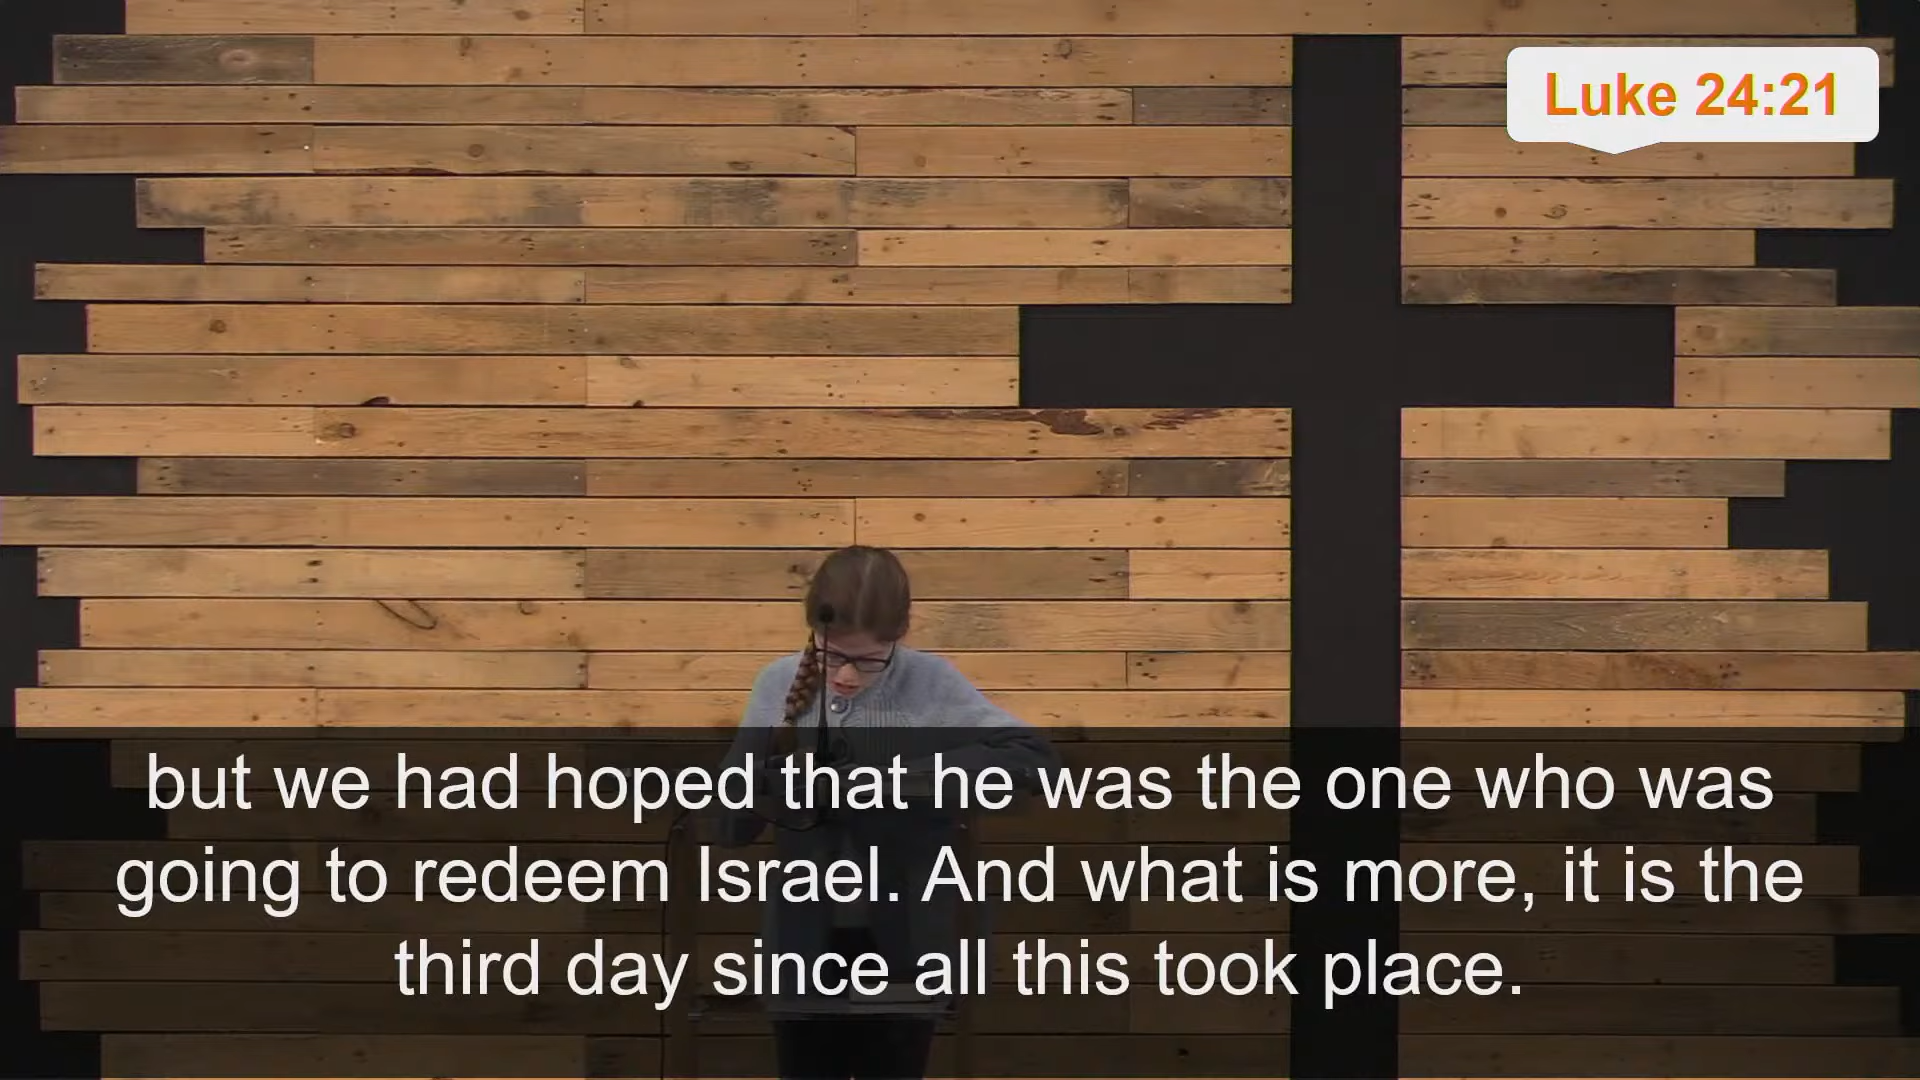 Luke 24:21
but we had hoped that he was the one who was
going to redeem Israel. And what is more, it is the
third day since all this took place.